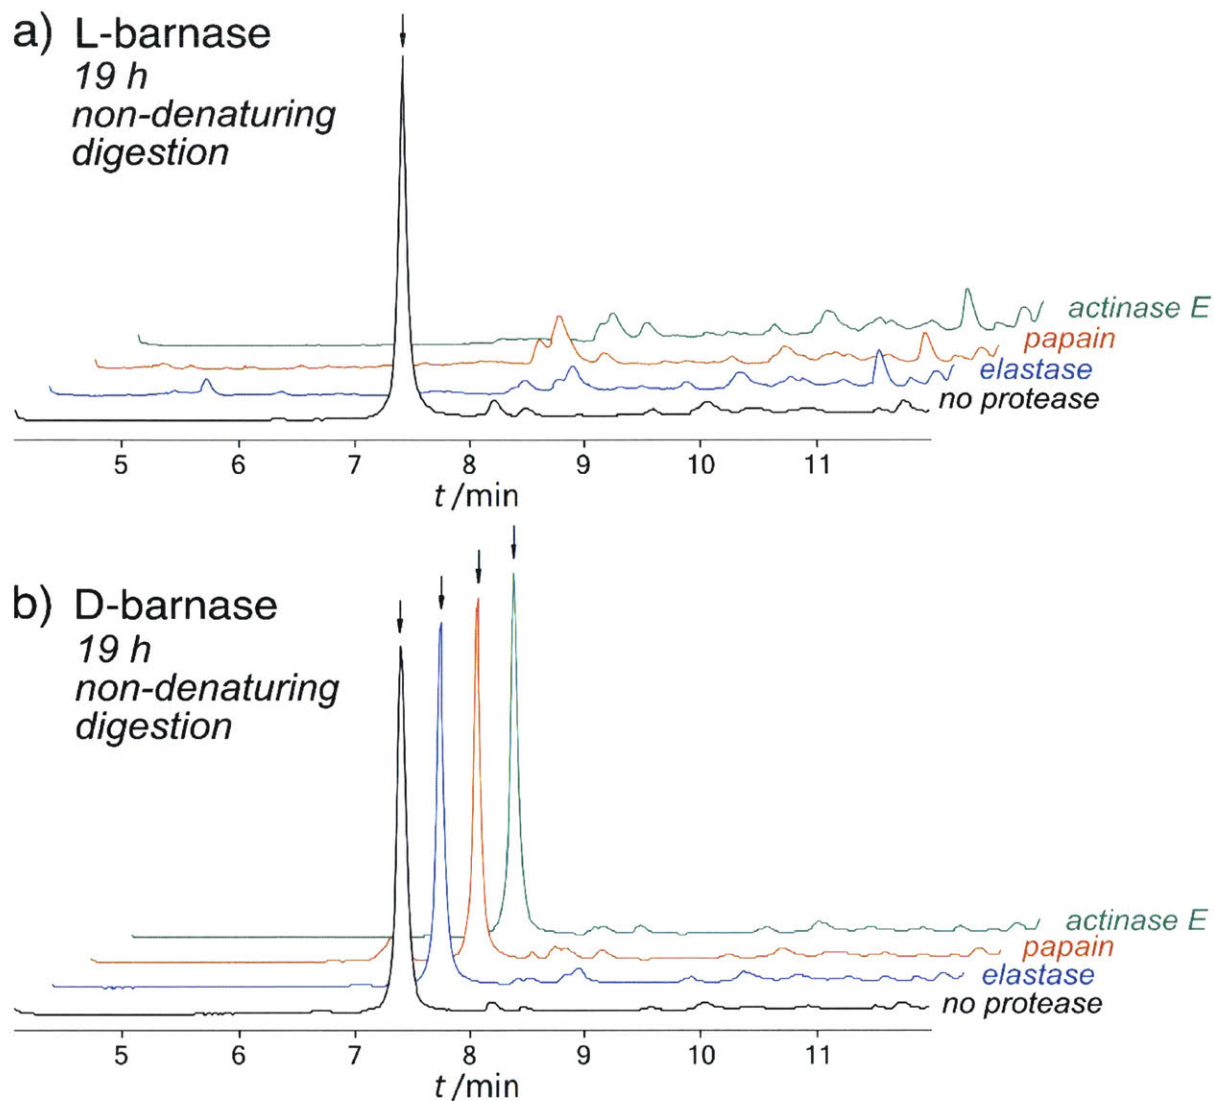 a) L-barnase
19 h
non-denaturing
digestion
actinase E
papain
elastase
no protease
5 6 7 8 9 10 11
t /min
b) D-barnase
19 h
non-denaturing
digestion
actinase E
papain
elastase
no protease
5 6 7 8 9 10 11
t /min